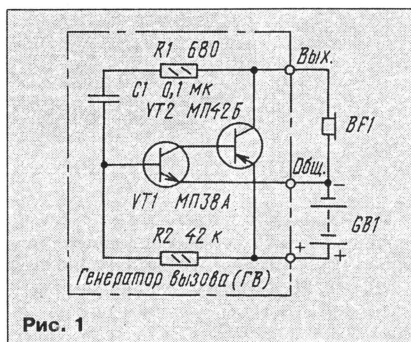 R1 680
Вых.
C1 0,1 мк
VT2 МП42Б
BF1
Общ.
−
VT1 МП38А
GB1
R2 42 к
+
+
Генератор вызова (ГВ)
Рис. 1